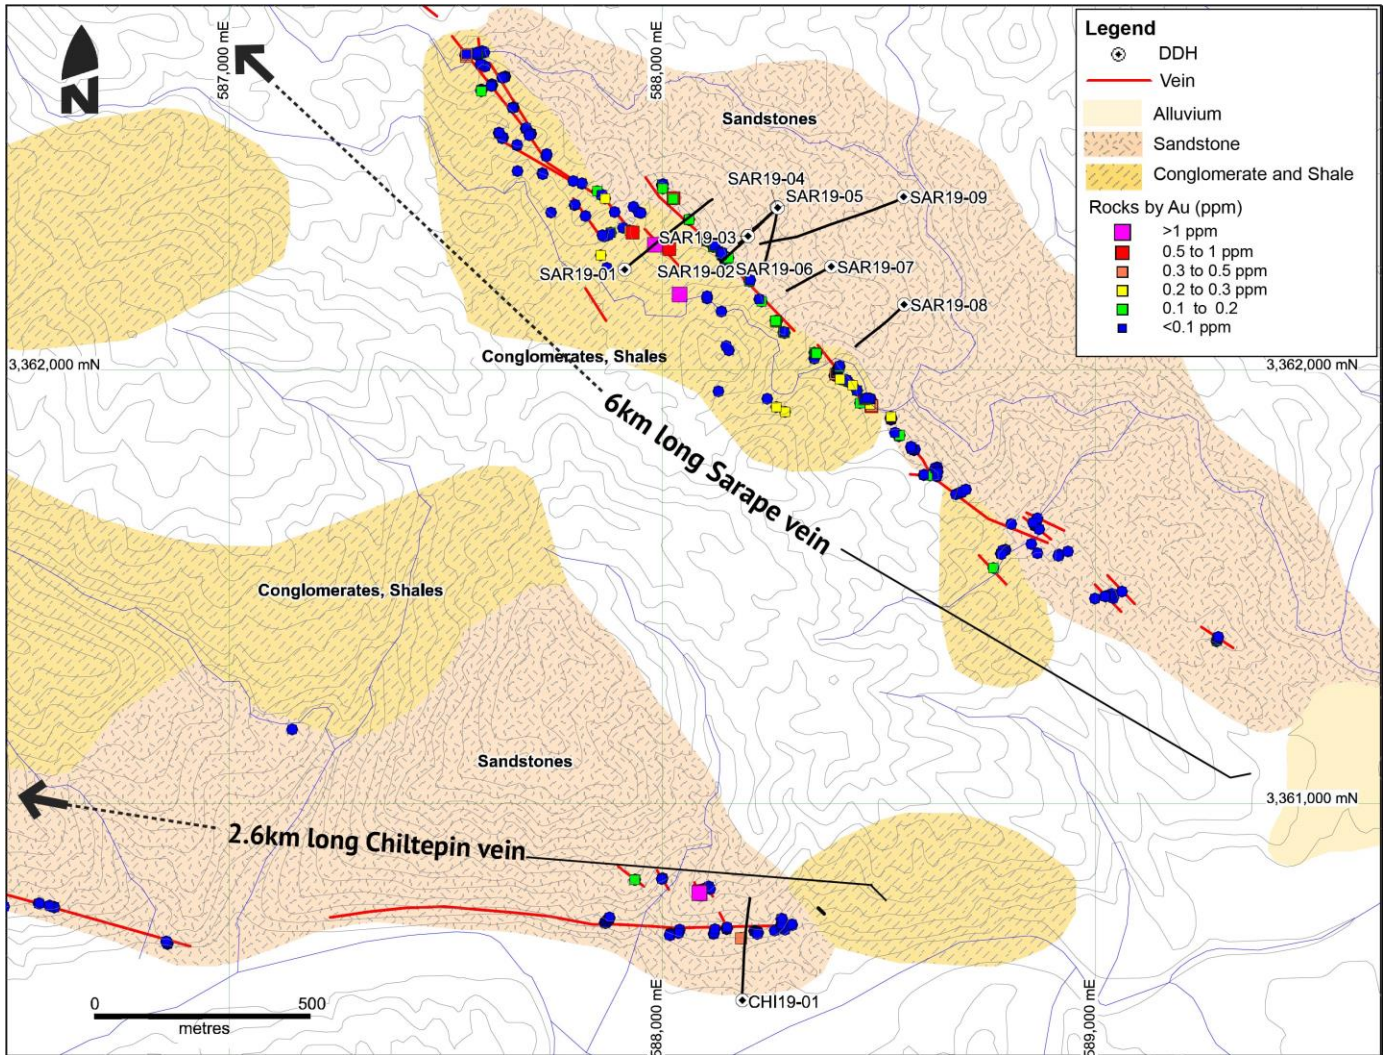 587,000 mE
588,000 mE
N
Legend
DDH
Vein
Alluvium
Sandstone
Conglomerate and Shale
Rocks by Au (ppm)
>1 ppm
0.5 to 1 ppm
0.3 to 0.5 ppm
0.2 to 0.3 ppm
0.1 to 0.2
<0.1 ppm
Sandstones
SAR19-04
SAR19-05
SAR19-09
SAR19-03
SAR19-01
SAR19-02
SAR19-06
SAR19-07
SAR19-08
Conglomerates, Shales
3,362,000 mN
3,362,000 mN
6km long Sarape vein
Conglomerates, Shales
Sandstones
3,361,000 mN
2.6km long Chiltepin vein
CHI19-01
0 500
metres
588,000 mE
589,000 mE